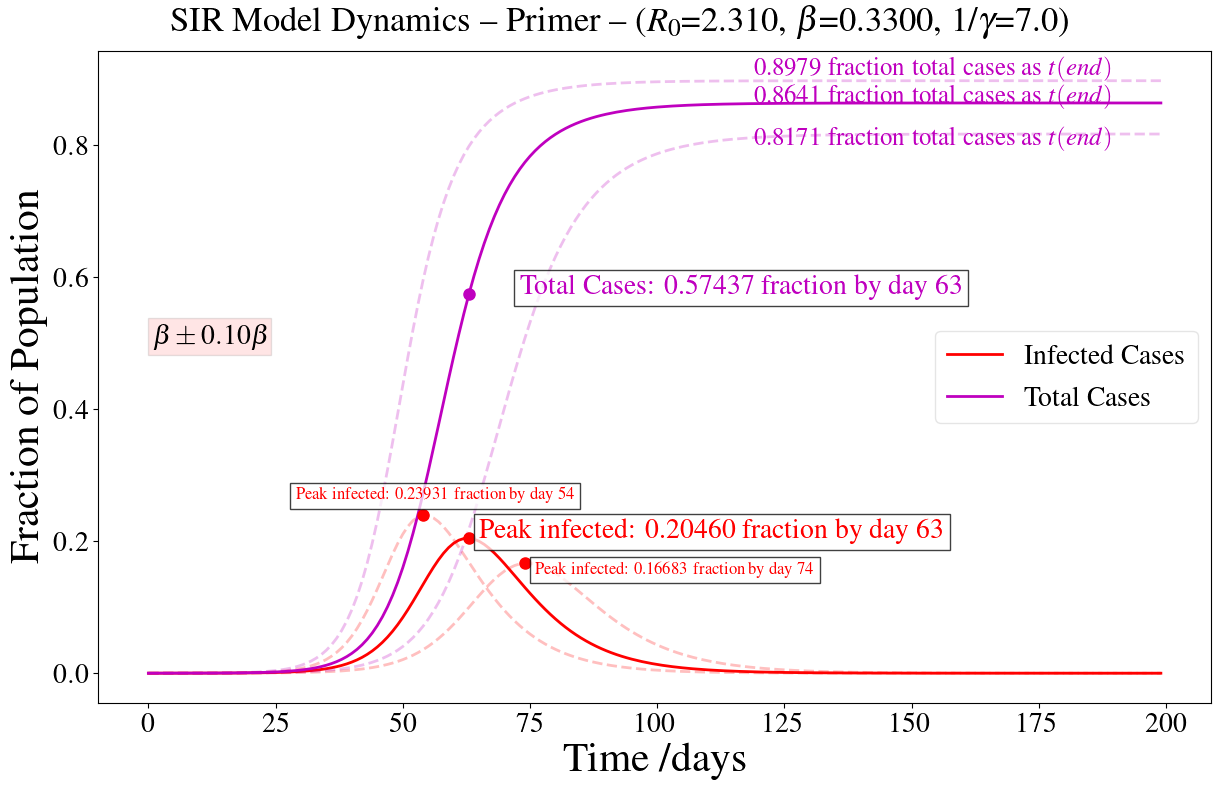 SIR Model Dynamics – Primer – (R₀=2.310, β=0.3300, 1/γ=7.0)
0.8979 fraction total cases as t(end)
0.8641 fraction total cases as t(end)
0.8171 fraction total cases as t(end)
Total Cases: 0.57437 fraction by day 63
β ± 0.10β
Infected Cases
Total Cases
Peak infected: 0.23931 fraction by day 54
Peak infected: 0.20460 fraction by day 63
Peak infected: 0.16683 fraction by day 74
Fraction of Population
0.8
0.6
0.4
0.2
0.0
0 25 50 75 100 125 150 175 200
Time /days